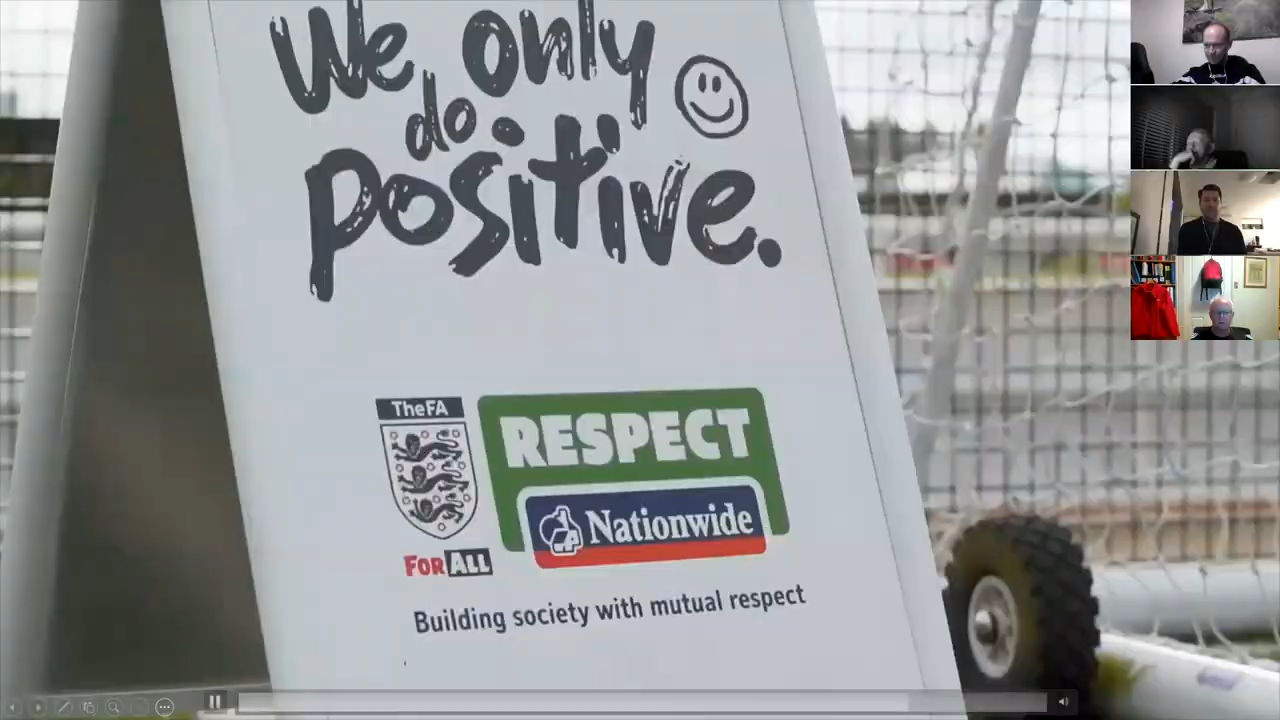 We only
do
positive.
TheFA
RESPECT
Nationwide
FOR ALL
Building society with mutual respect